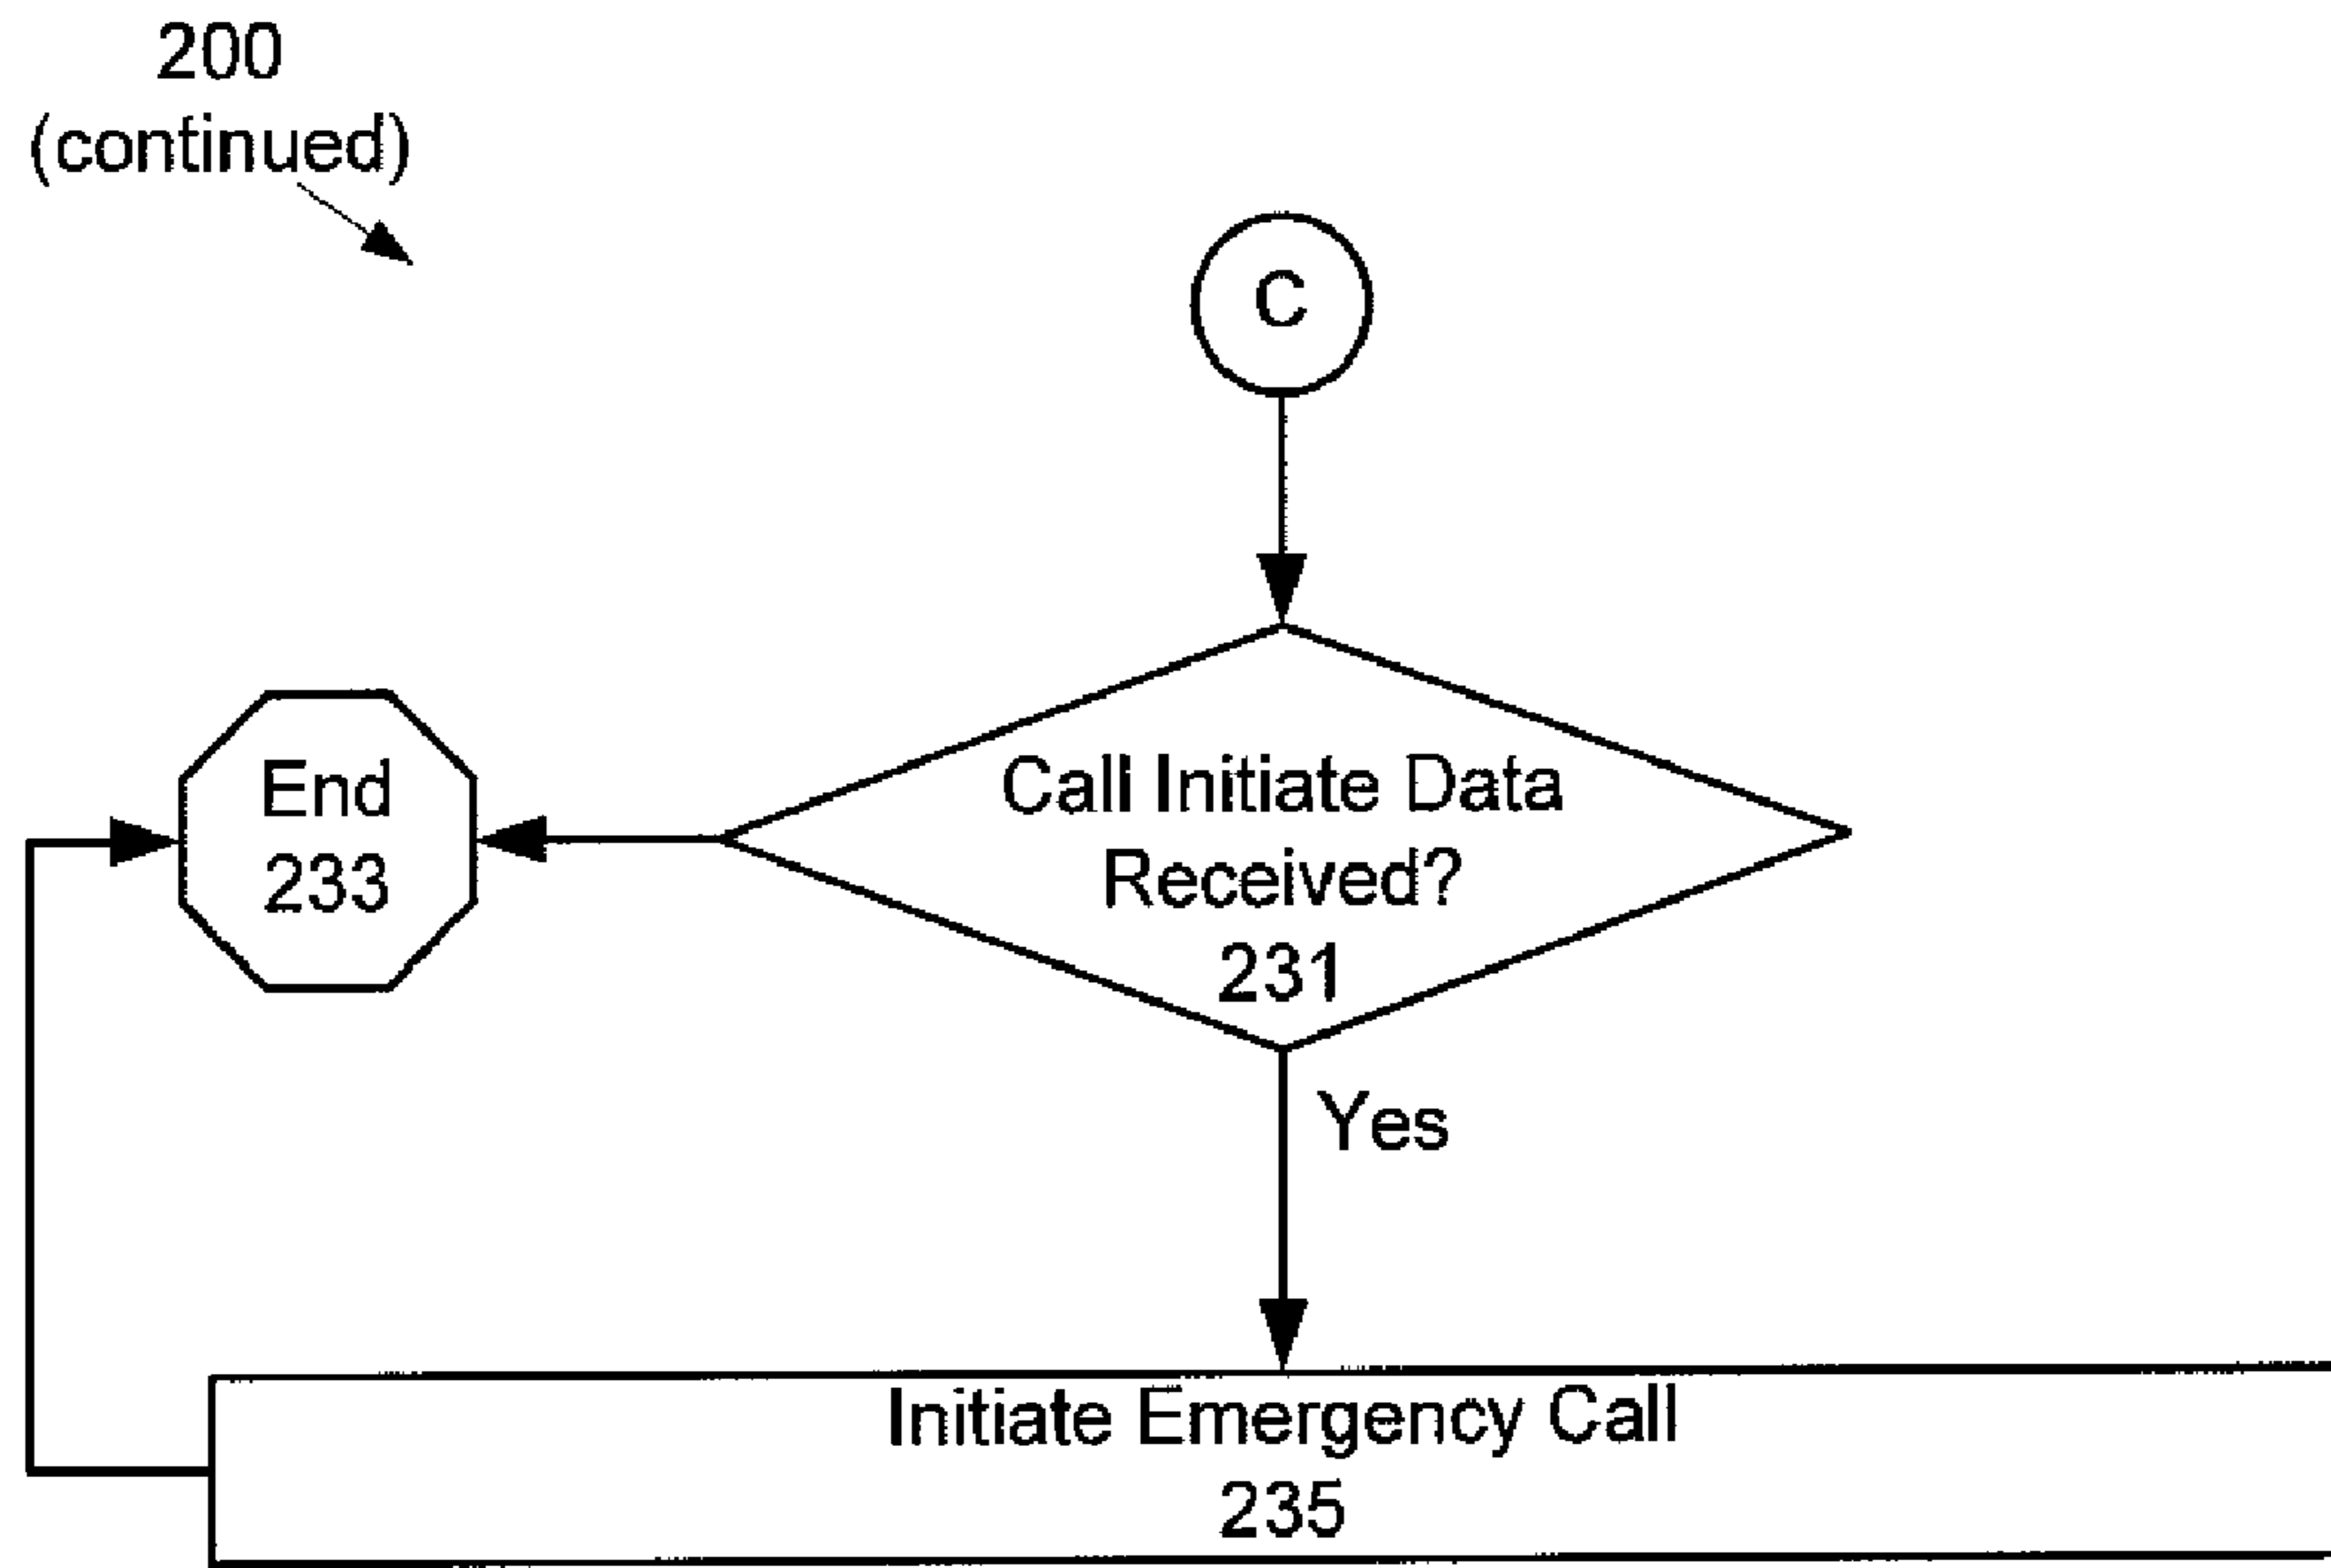 200
(continued)
C
Call Initiate Data
Received?
231
End
233
Yes
Initiate Emergency Call
235